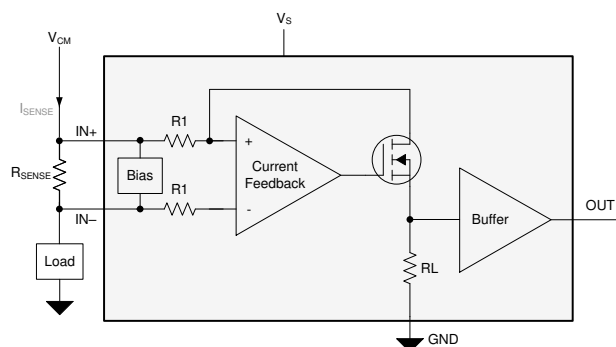 V_S
V_CM
I_SENSE
IN+
R1
R_SENSE
Bias
+
Current
Feedback
-
R1
IN–
Load
Buffer
OUT
RL
GND